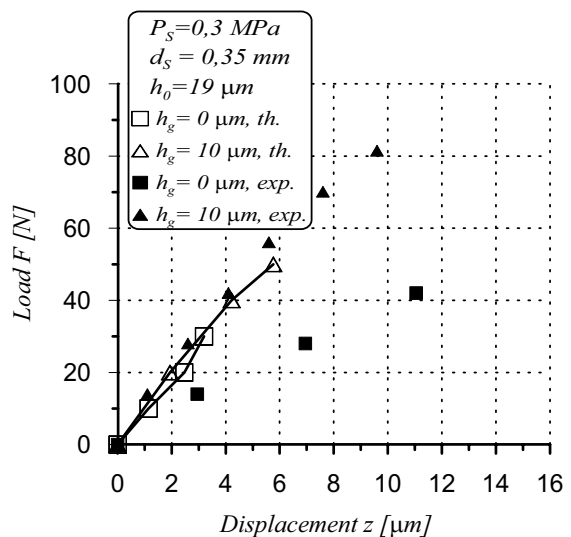 P_S=0,3 MPa
d_S = 0,35 mm
h_0=19 μm
h_g= 0 μm, th.
h_g= 10 μm, th.
h_g= 0 μm, exp.
h_g= 10 μm, exp.
100
80
60
40
20
0
Load F [N]
0 2 4 6 8 10 12 14 16
Displacement z [μm]